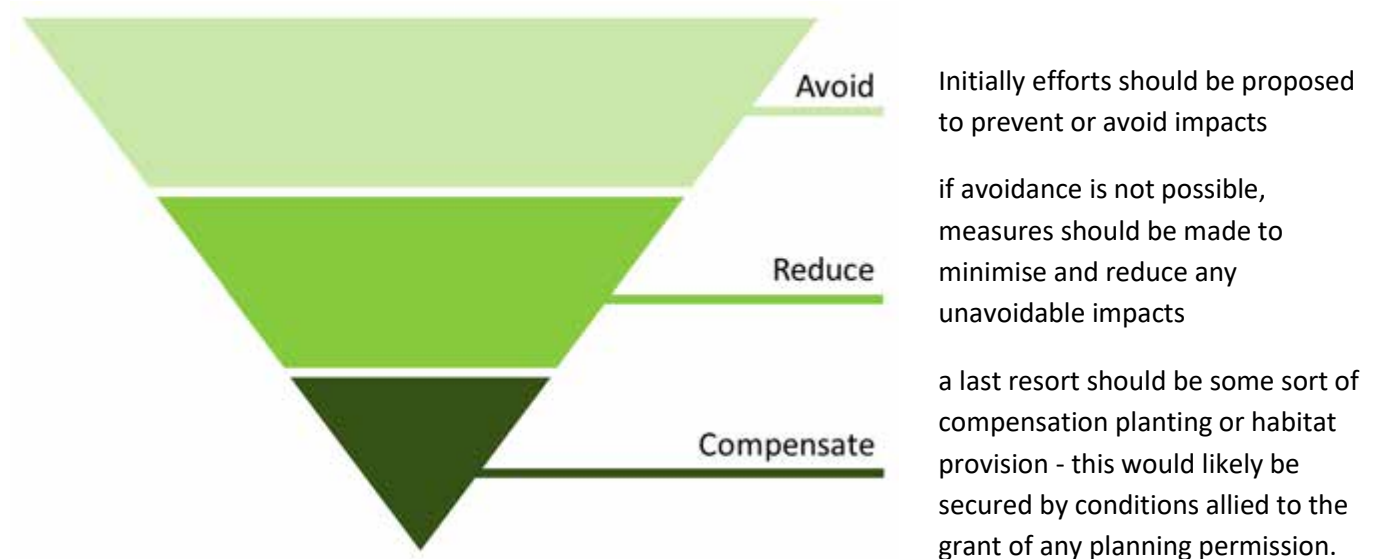 Avoid
Initially efforts should be proposed
to prevent or avoid impacts
if avoidance is not possible,
measures should be made to
minimise and reduce any
unavoidable impacts
Reduce
a last resort should be some sort of
compensation planting or habitat
provision - this would likely be
secured by conditions allied to the
grant of any planning permission.
Compensate